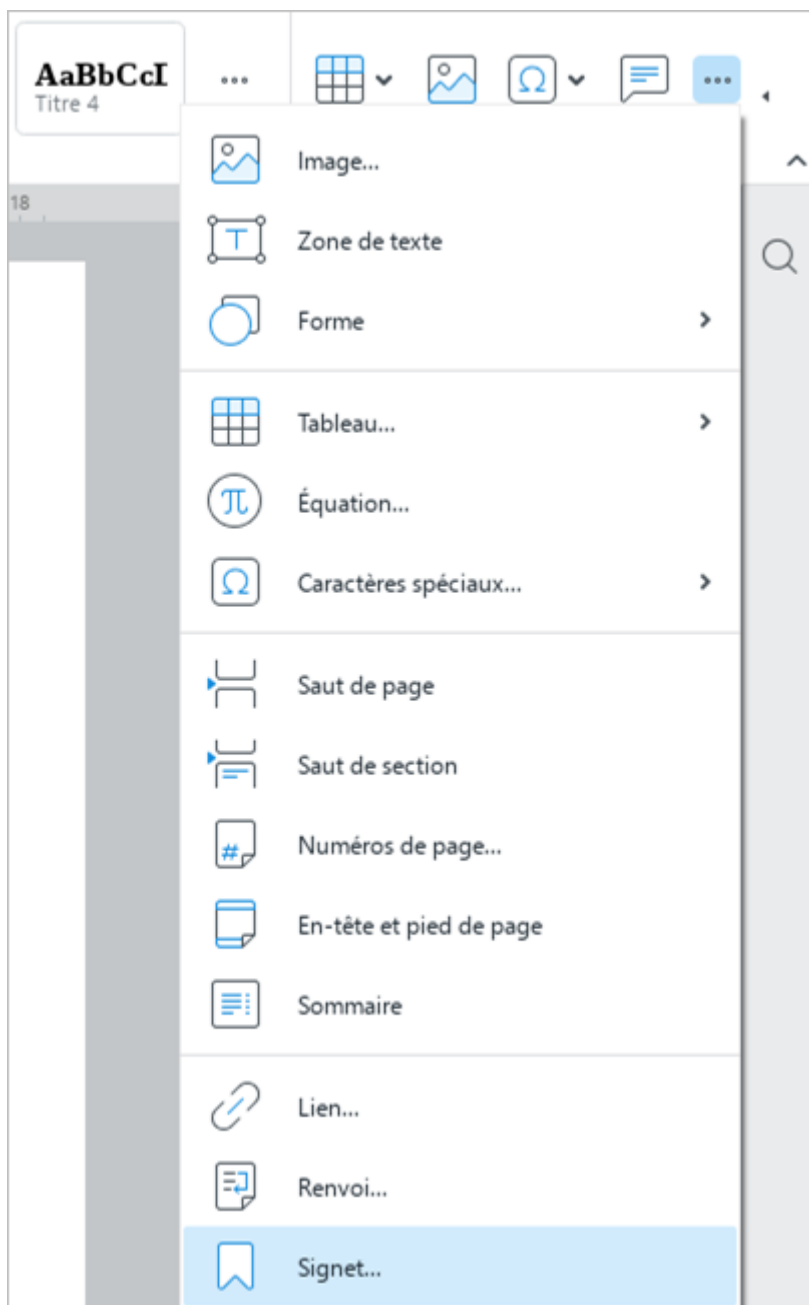 AaBbCcI
Titre 4
Image...
18
Zone de texte
Forme
Tableau...
Équation...
Caractères spéciaux...
Saut de page
Saut de section
Numéros de page...
En-tête et pied de page
Sommaire
Lien...
Renvoi...
Signet...